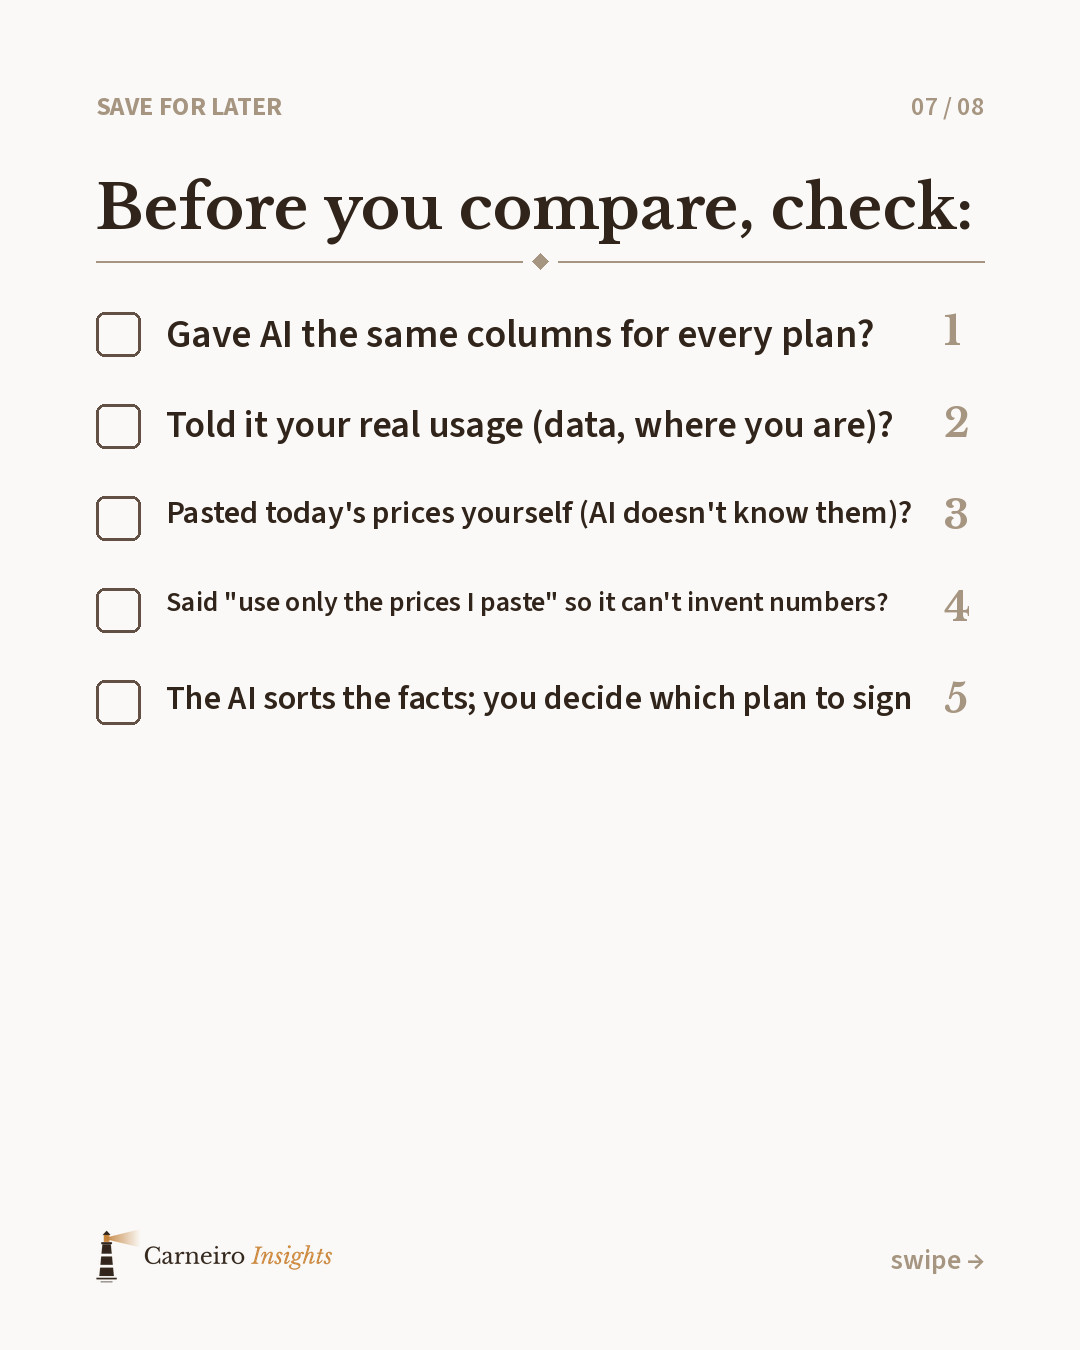 SAVE FOR LATER
07 / 08
Before you compare, check:
Gave AI the same columns for every plan? 1
Told it your real usage (data, where you are)? 2
Pasted today's prices yourself (AI doesn't know them)? 3
Said "use only the prices I paste" so it can't invent numbers? 4
The AI sorts the facts; you decide which plan to sign 5
Carneiro Insights
swipe →